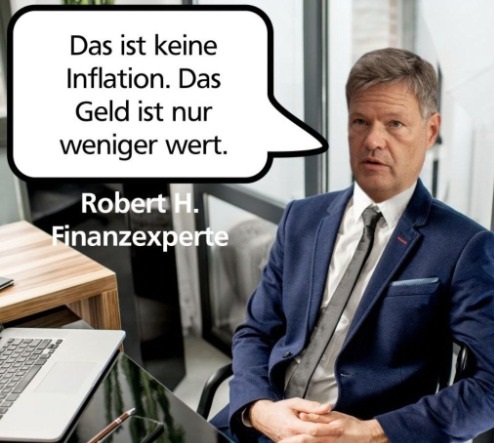 Das ist keine
Inflation. Das
Geld ist nur
weniger wert.
Robert H.
Finanzexperte